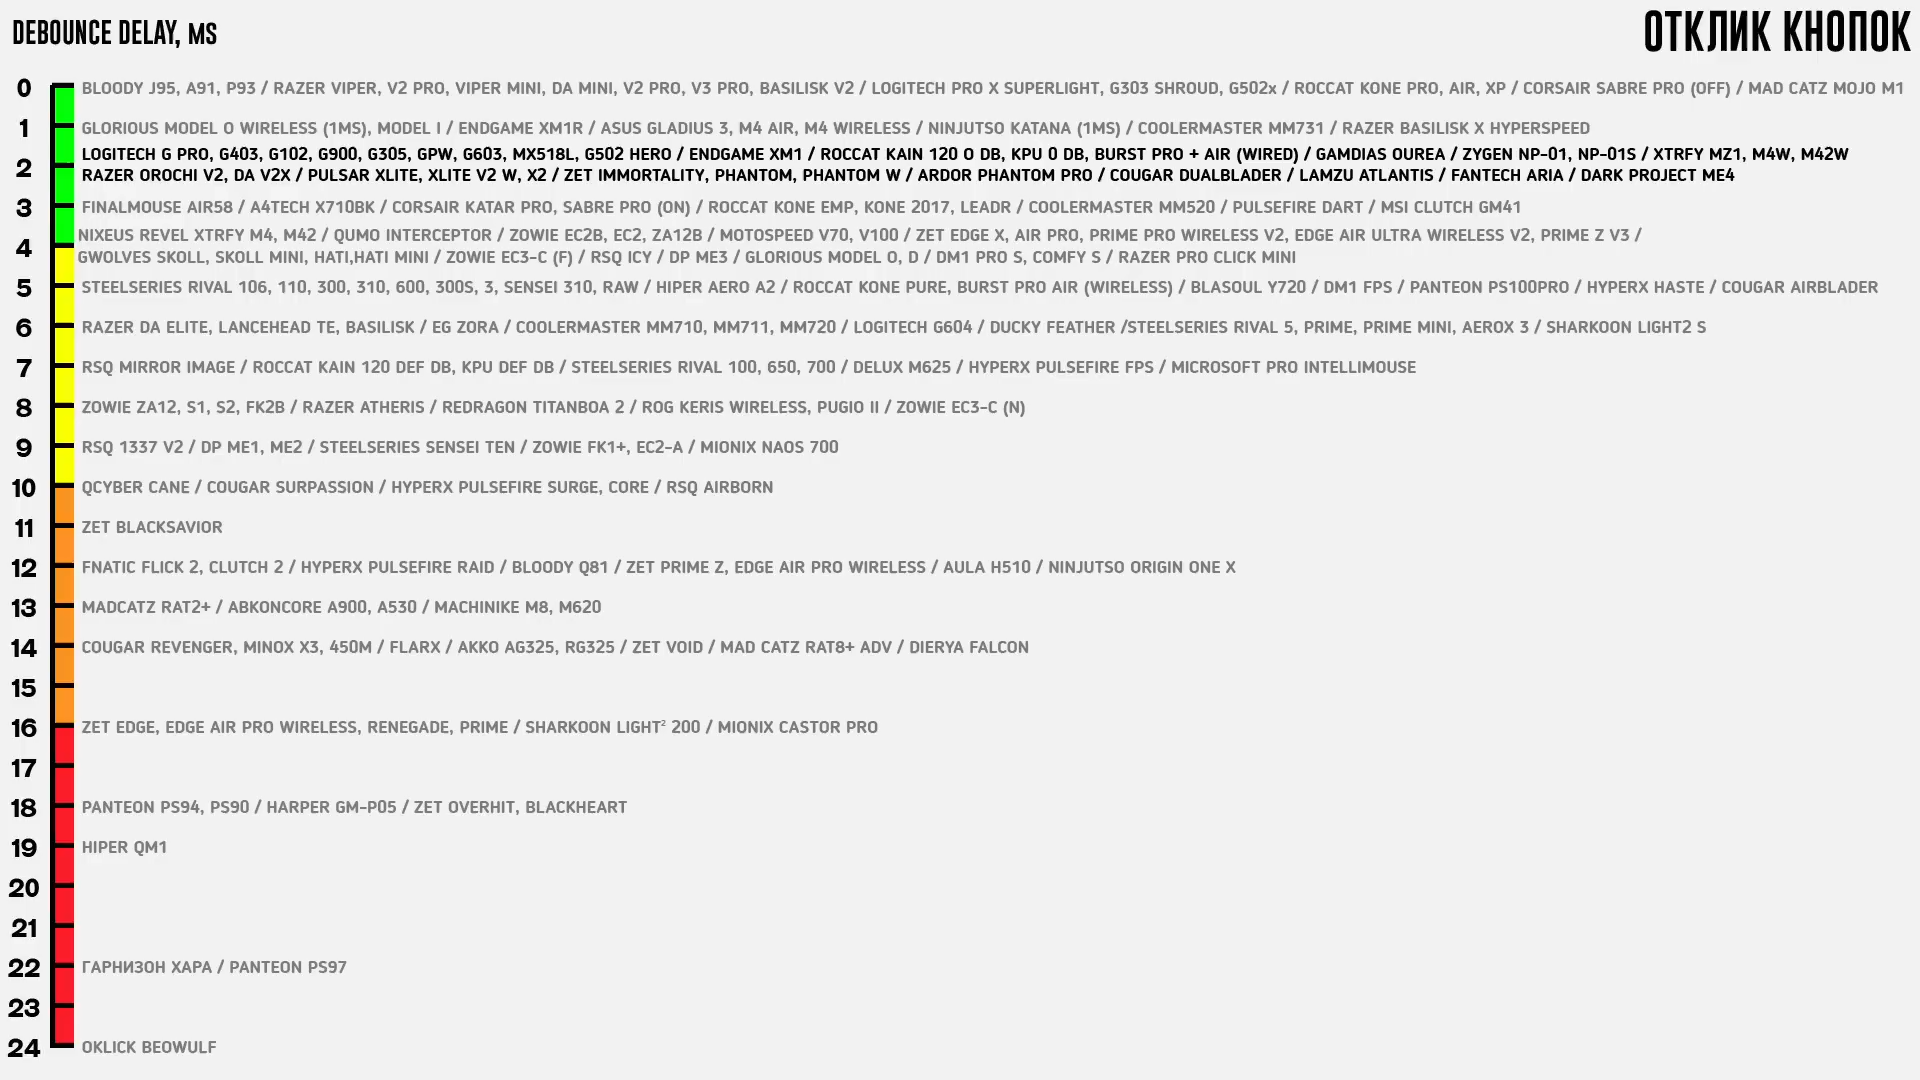 DEBOUNCE DELAY, MS
ОТКЛИК КНОПОК
0 BLOODY J95, A91, P93 / RAZER VIPER, V2 PRO, VIPER MINI, DA MINI, V2 PRO, V3 PRO, BASILISK V2 / LOGITECH PRO X SUPERLIGHT, G303 SHROUD, G502x / ROCCAT KONE PRO, AIR, XP / CORSAIR SABRE PRO (OFF) / MAD CATZ MOJO M1
1 GLORIOUS MODEL O WIRELESS (1MS), MODEL I / ENDGAME XM1R / ASUS GLADIUS 3, M4 AIR, M4 WIRELESS / NINJUTSO KATANA (1MS) / COOLERMASTER MM731 / RAZER BASILISK X HYPERSPEED
LOGITECH G PRO, G403, G102, G900, G305, GPW, G603, MX518L, G502 HERO / ENDGAME XM1 / ROCCAT KAIN 120 0 DB, KPU 0 DB, BURST PRO + AIR (WIRED) / GAMDIAS OUREA / ZYGEN NP-01, NP-01S / XTRFY MZ1, M4W, M42W
2 RAZER OROCHI V2, DA V2X / PULSAR XLITE, XLITE V2 W, X2 / ZET IMMORTALITY, PHANTOM, PHANTOM W / ARDOR PHANTOM PRO / COUGAR DUALBLADER / LAMZU ATLANTIS / FANTECH ARIA / DARK PROJECT ME4
3 FINALMOUSE AIR58 / A4TECH X710BK / CORSAIR KATAR PRO, SABRE PRO (ON) / ROCCAT KONE EMP, KONE 2017, LEADR / COOLERMASTER MM520 / PULSEFIRE DART / MSI CLUTCH GM41
NIXEUS REVEL XTRFY M4, M42 / QUMO INTERCEPTOR / ZOWIE EC2B, EC2, ZA12B / MOTOSPEED V70, V100 / ZET EDGE X, AIR PRO, PRIME PRO WIRELESS V2, EDGE AIR ULTRA WIRELESS V2, PRIME Z V3 /
4 GWOLVES SKOLL, SKOLL MINI, HATI,HATI MINI / ZOWIE EC3-C (F) / RSQ ICY / DP ME3 / GLORIOUS MODEL O, D / DM1 PRO S, COMFY S / RAZER PRO CLICK MINI
5 STEELSERIES RIVAL 106, 110, 300, 310, 600, 300S, 3, SENSEI 310, RAW / HIPER AERO A2 / ROCCAT KONE PURE, BURST PRO AIR (WIRELESS) / BLASOUL Y720 / DM1 FPS / PANTEON PS100PRO / HYPERX HASTE / COUGAR AIRBLADER
6 RAZER DA ELITE, LANCEHEAD TE, BASILISK / EG ZORA / COOLERMASTER MM710, MM711, MM720 / LOGITECH G604 / DUCKY FEATHER /STEELSERIES RIVAL 5, PRIME, PRIME MINI, AEROX 3 / SHARKOON LIGHT2 S
7 RSQ MIRROR IMAGE / ROCCAT KAIN 120 DEF DB, KPU DEF DB / STEELSERIES RIVAL 100, 650, 700 / DELUX M625 / HYPERX PULSEFIRE FPS / MICROSOFT PRO INTELLIMOUSE
8 ZOWIE ZA12, S1, S2, FK2B / RAZER ATHERIS / REDRAGON TITANBOA 2 / ROG KERIS WIRELESS, PUGIO II / ZOWIE EC3-C (N)
9 RSQ 1337 V2 / DP ME1, ME2 / STEELSERIES SENSEI TEN / ZOWIE FK1+, EC2-A / MIONIX NAOS 700
10 QCYBER CANE / COUGAR SURPASSION / HYPERX PULSEFIRE SURGE, CORE / RSQ AIRBORN
11 ZET BLACKSAVIOR
12 FNATIC FLICK 2, CLUTCH 2 / HYPERX PULSEFIRE RAID / BLOODY Q81 / ZET PRIME Z, EDGE AIR PRO WIRELESS / AULA H510 / NINJUTSO ORIGIN ONE X
13 MADCATZ RAT2+ / ABKONCORE A900, A530 / MACHINIKE M8, M620
14 COUGAR REVENGER, MINOX X3, 450M / FLARX / AKKO AG325, RG325 / ZET VOID / MAD CATZ RAT8+ ADV / DIERYA FALCON
15
16 ZET EDGE, EDGE AIR PRO WIRELESS, RENEGADE, PRIME / SHARKOON LIGHT² 200 / MIONIX CASTOR PRO
17
18 PANTEON PS94, PS90 / HARPER GM-P05 / ZET OVERHIT, BLACKHEART
19 HIPER QM1
20
21
22 ГАРНИЗОН ХАРА / PANTEON PS97
23
24 OKLICK BEOWULF